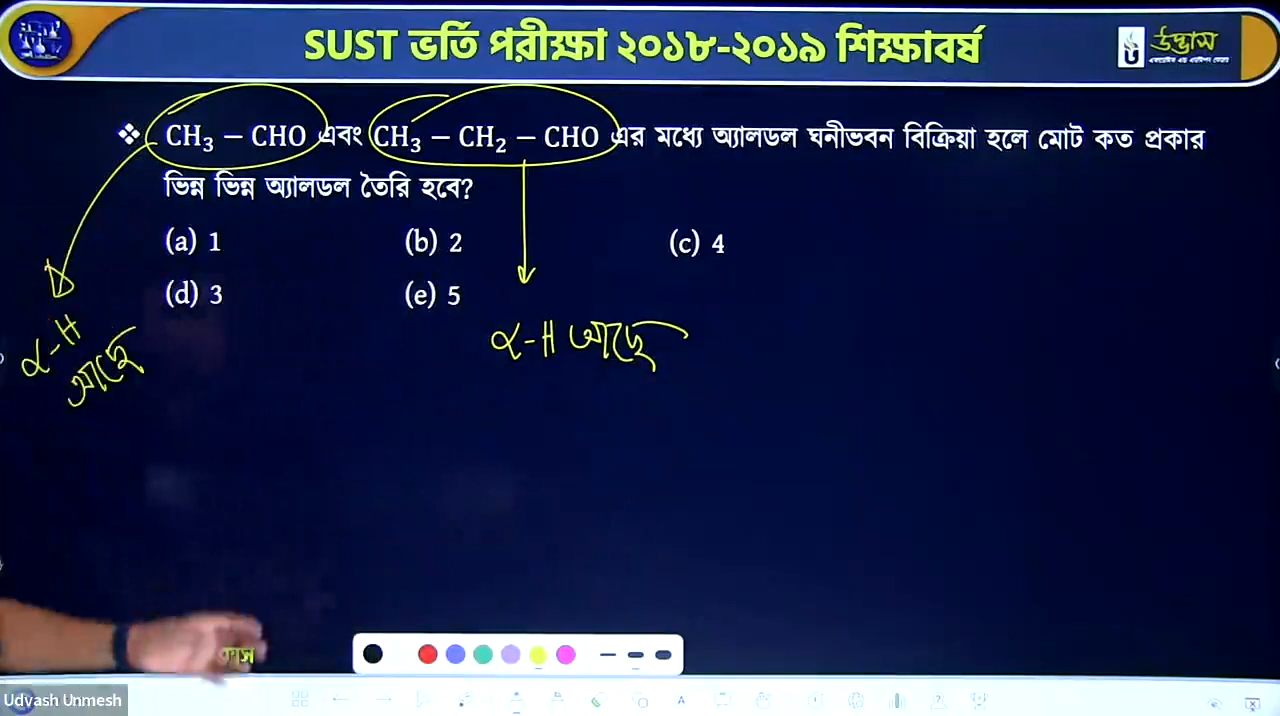 SUST ভর্তি পরীক্ষা ২০১৮-২০১৯ শিক্ষাবর্ষ
উদ্ভাস
❖ CH₃ – CHO এবং CH₃ – CH₂ – CHO এর মধ্যে অ্যালডল ঘনীভবন বিক্রিয়া হলে মোট কত প্রকার
ভিন্ন ভিন্ন অ্যালডল তৈরি হবে?
(a) 1 (b) 2 (c) 4
(d) 3 (e) 5
α-H আছে
α-H
আছে
Udvash Unmesh